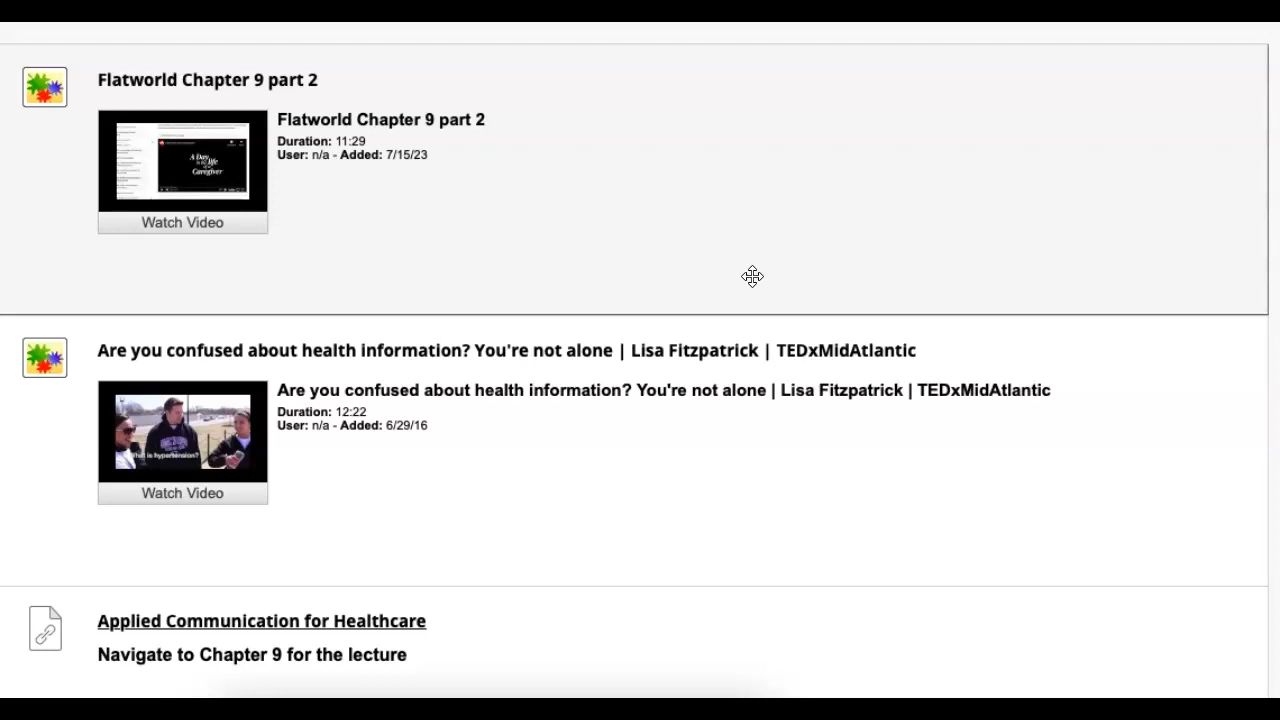 Flatworld Chapter 9 part 2
Flatworld Chapter 9 part 2
Duration: 11:29
User: n/a - Added: 7/15/23
A Day
in the life
of a
Caregiver
Watch Video
Are you confused about health information? You're not alone | Lisa Fitzpatrick | TEDxMidAtlantic
Are you confused about health information? You're not alone | Lisa Fitzpatrick | TEDxMidAtlantic
Duration: 12:22
User: n/a - Added: 6/29/16
What is hypertension?
Watch Video
Applied Communication for Healthcare
Navigate to Chapter 9 for the lecture